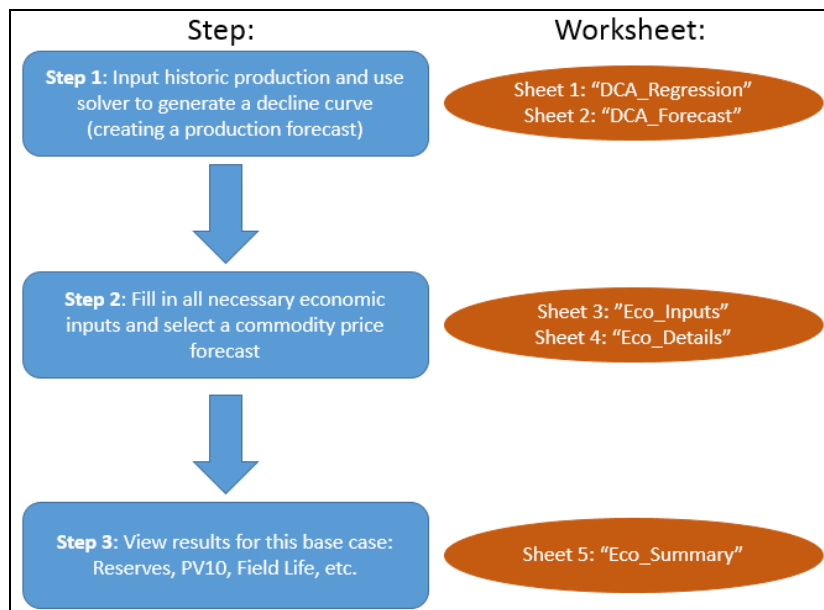 Step:
Worksheet:
Step 1: Input historic production and use
solver to generate a decline curve
(creating a production forecast)
Sheet 1: “DCA_Regression”
Sheet 2: “DCA_Forecast”
Step 2: Fill in all necessary economic
inputs and select a commodity price
forecast
Sheet 3: ”Eco_Inputs”
Sheet 4: “Eco_Details”
Step 3: View results for this base case:
Reserves, PV10, Field Life, etc.
Sheet 5: “Eco_Summary”